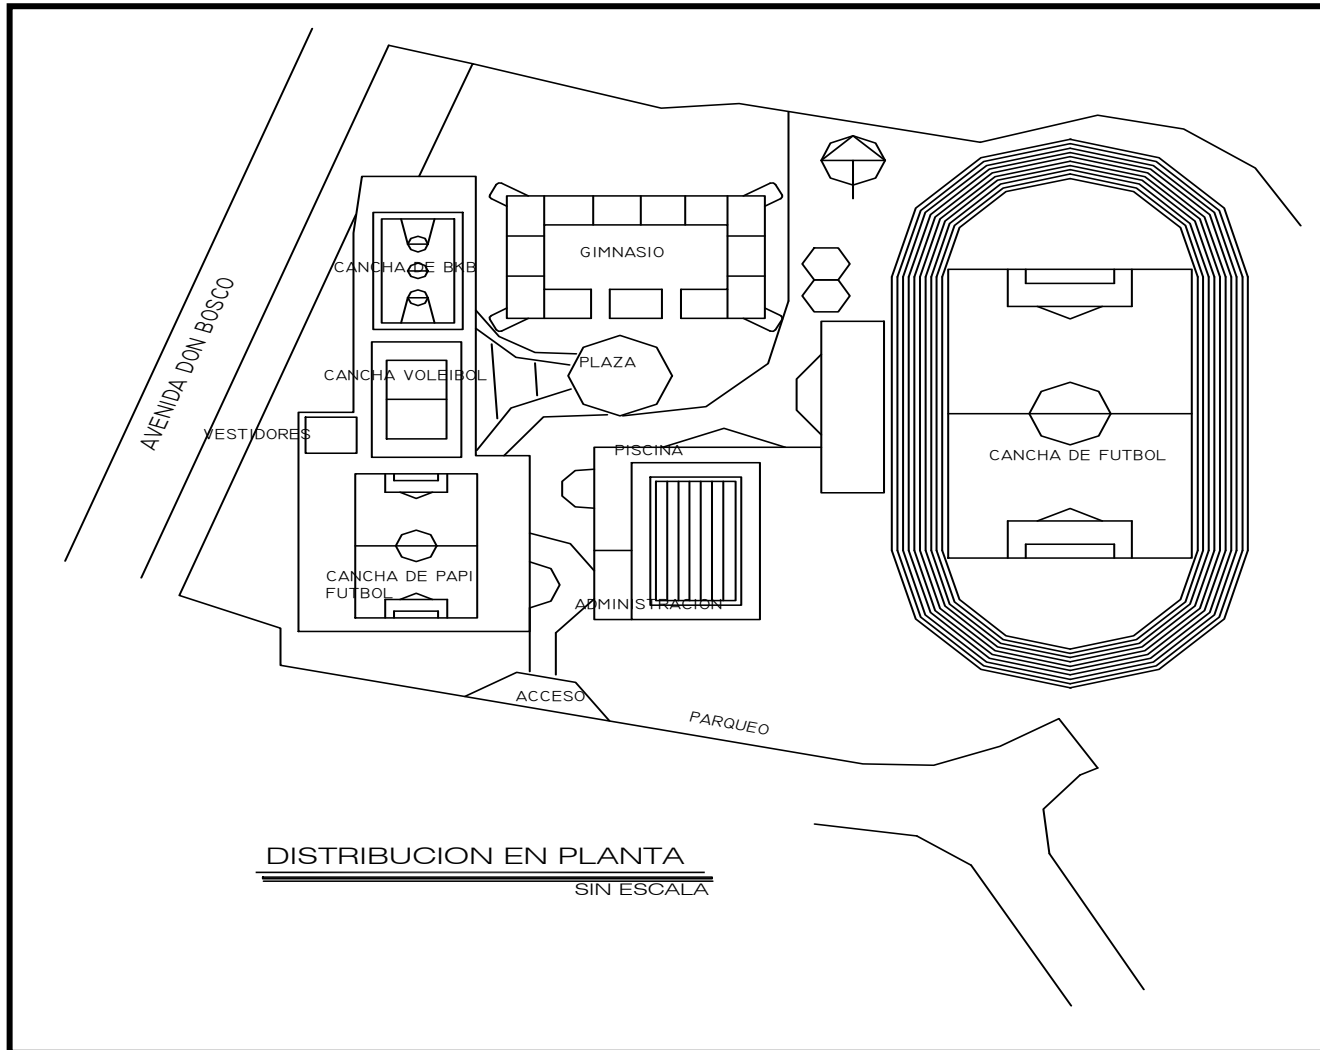 GIMNASIO
CANCHA DE BKB
AVENIDA DON BOSCO
PLAZA
CANCHA VOLEIBOL
VESTIDORES
PISCINA
CANCHA DE FUTBOL
CANCHA DE PAPI
FUTBOL
ADMINISTRACION
ACCESO
PARQUEO
DISTRIBUCION EN PLANTA
SIN ESCALA